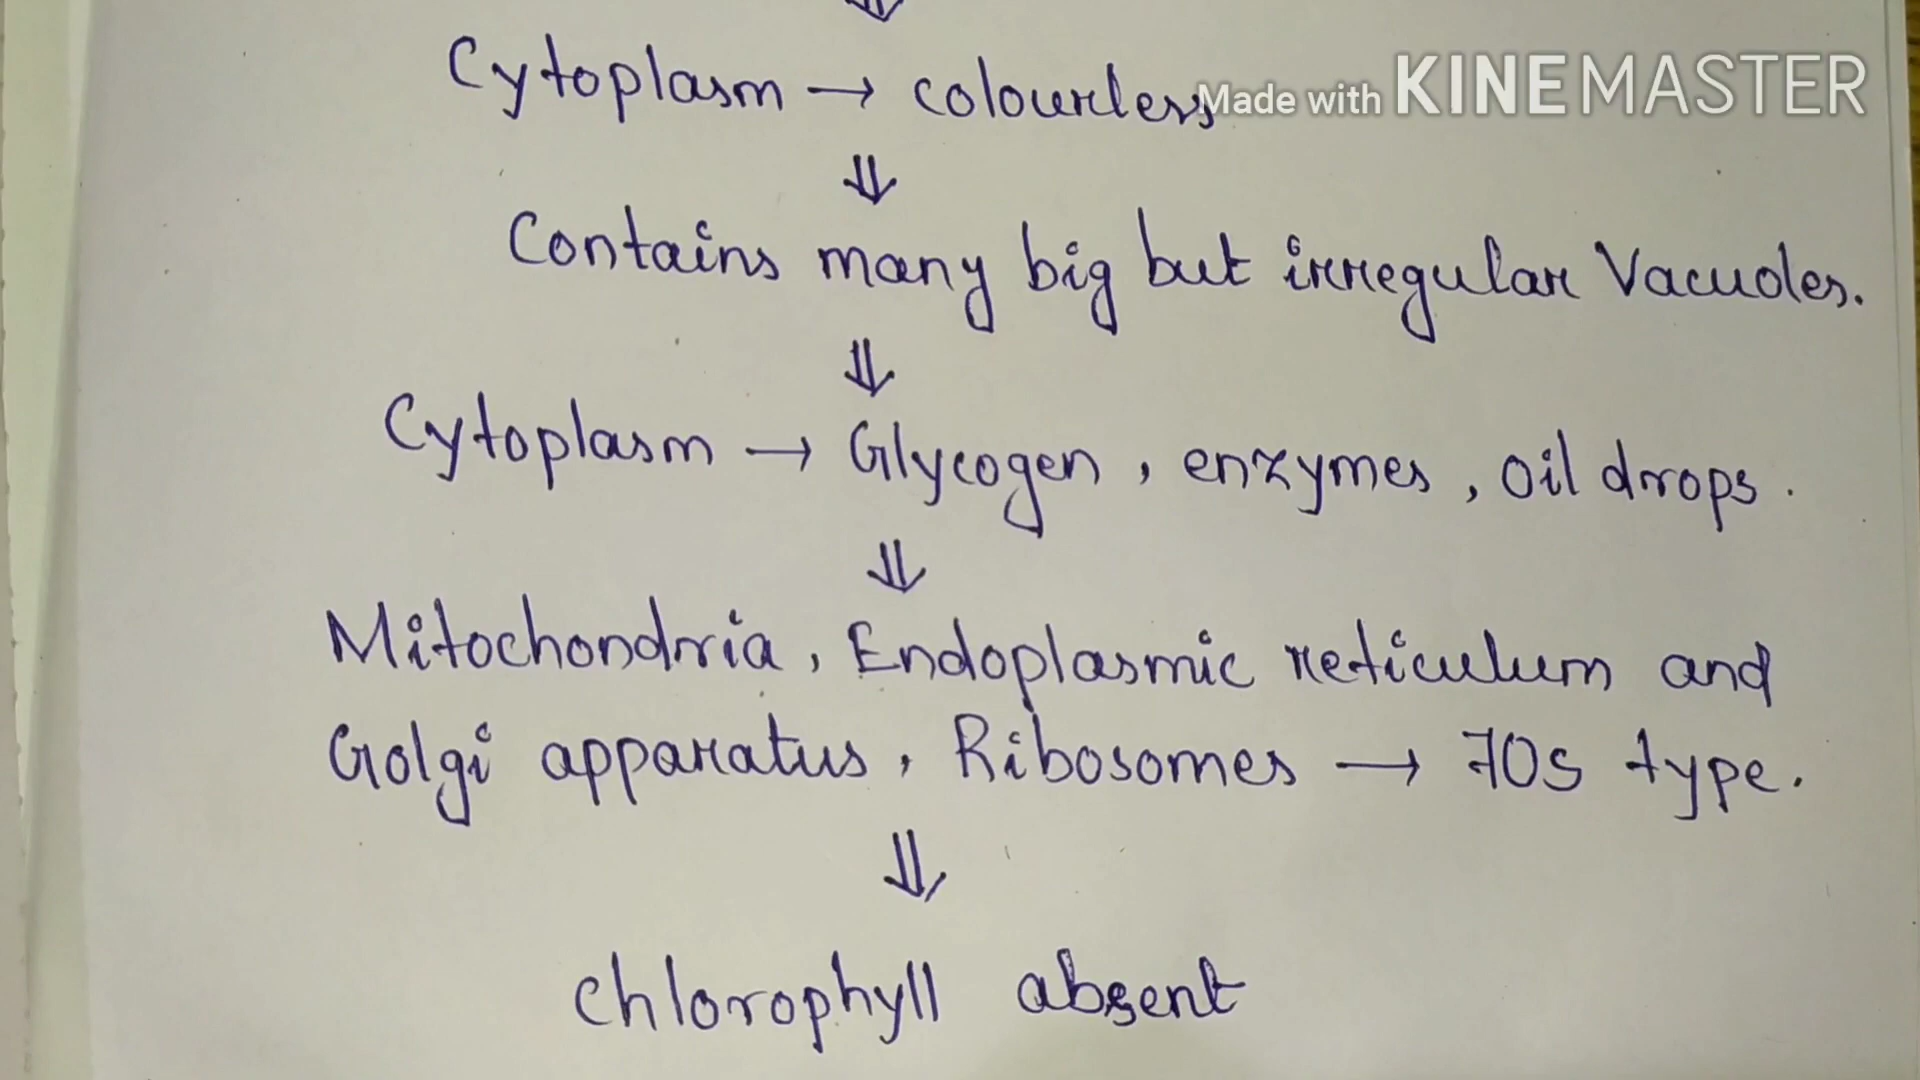 ⇓
Cytoplasm → colourless
Made with KINEMASTER
⇓
Contains many big but irregular Vacuoles.
⇓
Cytoplasm → Glycogen, enzymes, oil drops.
⇓
Mitochondria, Endoplasmic reticulum and
Golgi apparatus, Ribosomes → 70s type.
⇓
chlorophyll absent